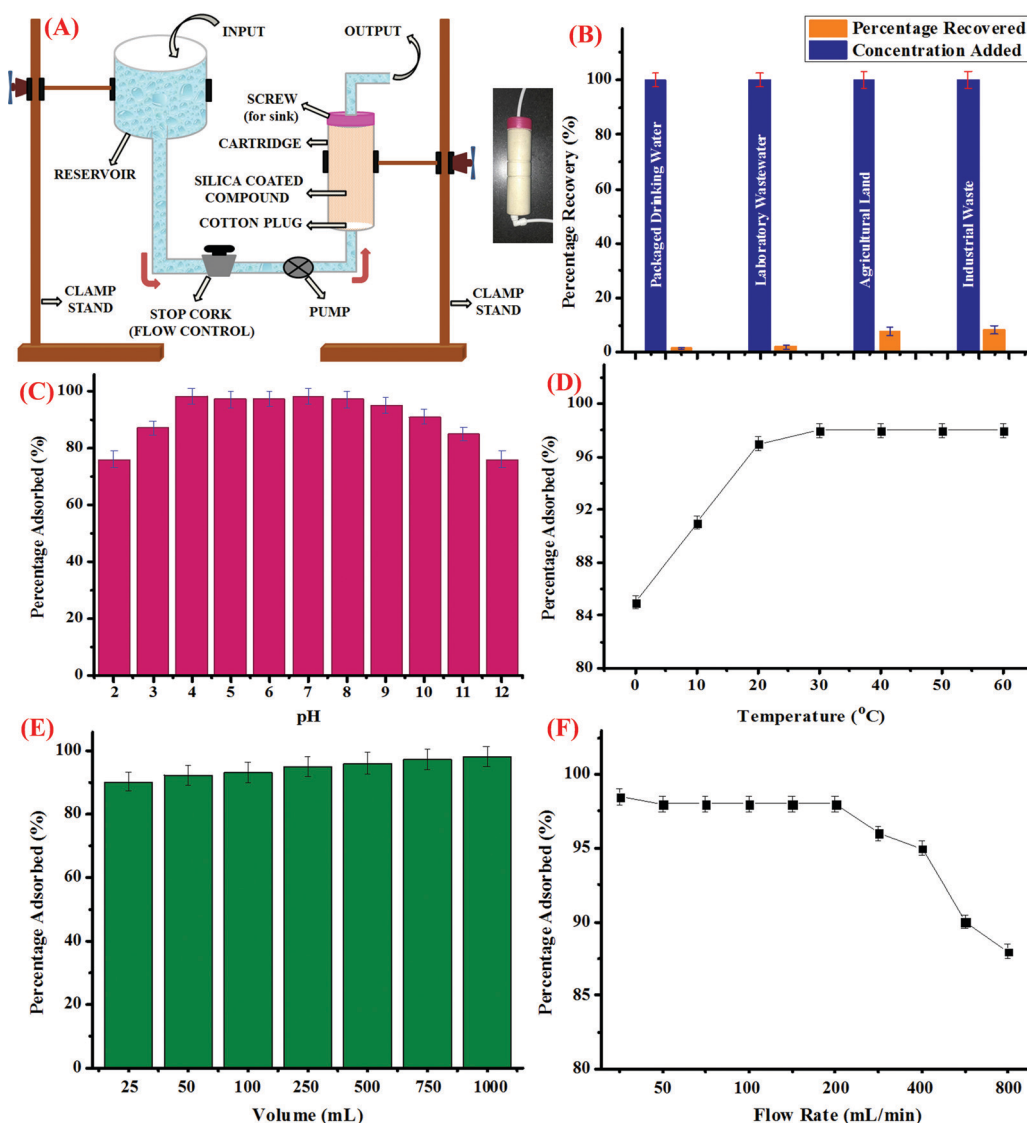 (A)
INPUT
OUTPUT
SCREW
(for sink)
CARTRIDGE
RESERVOIR
SILICA COATED
COMPOUND
COTTON PLUG
CLAMP
STAND
STOP CORK
(FLOW CONTROL)
PUMP
CLAMP
STAND
(B)
Percentage Recovered
Concentration Added
Percentage Recovery (%)
100
80
60
40
20
0
Packaged Drinking Water
Laboratory Wastewater
Agricultural Land
Industrial Waste
(C)
Percentage Adsorbed (%)
100
80
60
40
20
0
2 3 4 5 6 7 8 9 10 11 12
pH
(D)
Percentage Adsorbed (%)
100
96
92
88
84
80
0 10 20 30 40 50 60
Temperature (°C)
(E)
Percentage Adsorbed (%)
100
80
60
40
20
0
25 50 100 250 500 750 1000
Volume (mL)
(F)
Percentage Adsorbed (%)
100
95
90
85
80
50 100 200 400 800
Flow Rate (mL/min)